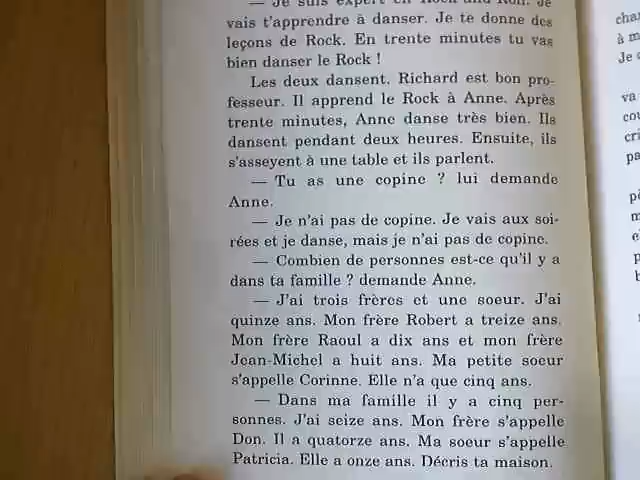 — Je suis expert en Rock and Roll. Je
vais t'apprendre à danser. Je te donne des
leçons de Rock. En trente minutes tu vas
bien danser le Rock !
Les deux dansent. Richard est bon pro-
fesseur. Il apprend le Rock à Anne. Après
trente minutes, Anne danse très bien. Ils
dansent pendant deux heures. Ensuite, ils
s'asseyent à une table et ils parlent.
— Tu as une copine ? lui demande
Anne.
— Je n'ai pas de copine. Je vais aux soi-
rées et je danse, mais je n'ai pas de copine.
— Combien de personnes est-ce qu'il y a
dans ta famille ? demande Anne.
— J'ai trois frères et une soeur. J'ai
quinze ans. Mon frère Robert a treize ans.
Mon frère Raoul a dix ans et mon frère
Jean-Michel a huit ans. Ma petite soeur
s'appelle Corinne. Elle n'a que cinq ans.
— Dans ma famille il y a cinq per-
sonnes. J'ai seize ans. Mon frère s'appelle
Don. Il a quatorze ans. Ma soeur s'appelle
Patricia. Elle a onze ans. Décris ta maison.
à m
Je
va